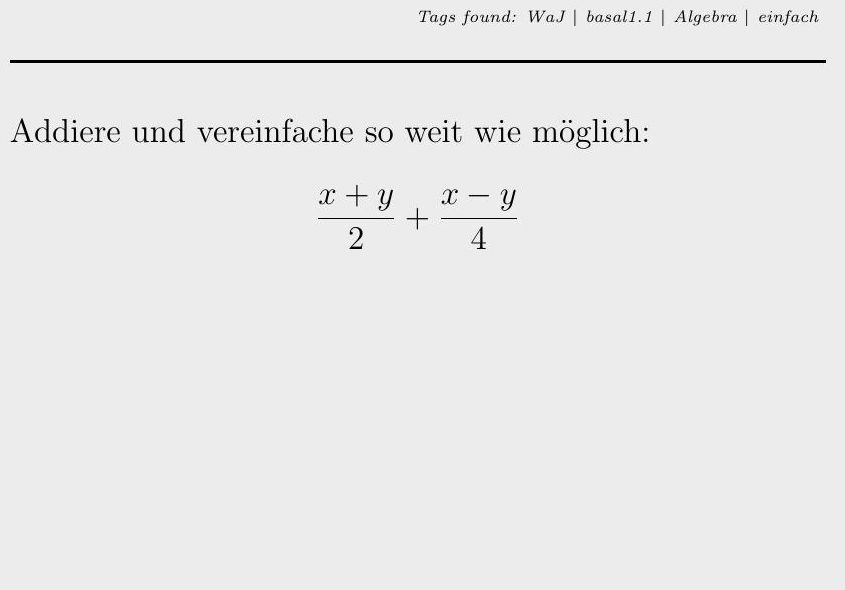 Tags found: WaJ | basal1.1 | Algebra | einfach
Addiere und vereinfache so weit wie möglich:
\frac{x+y}{2} + \frac{x-y}{4}